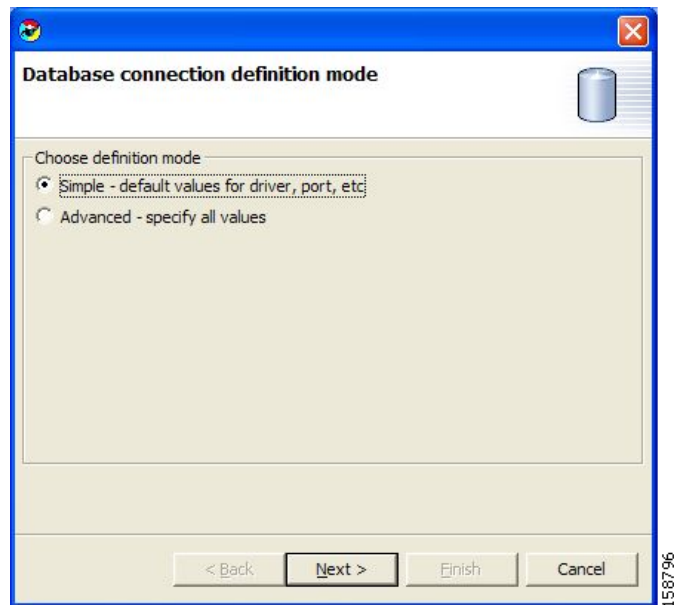 Database connection definition mode
Choose definition mode
Simple - default values for driver, port, etc
Advanced - specify all values
< Back Next > Finish Cancel
158796